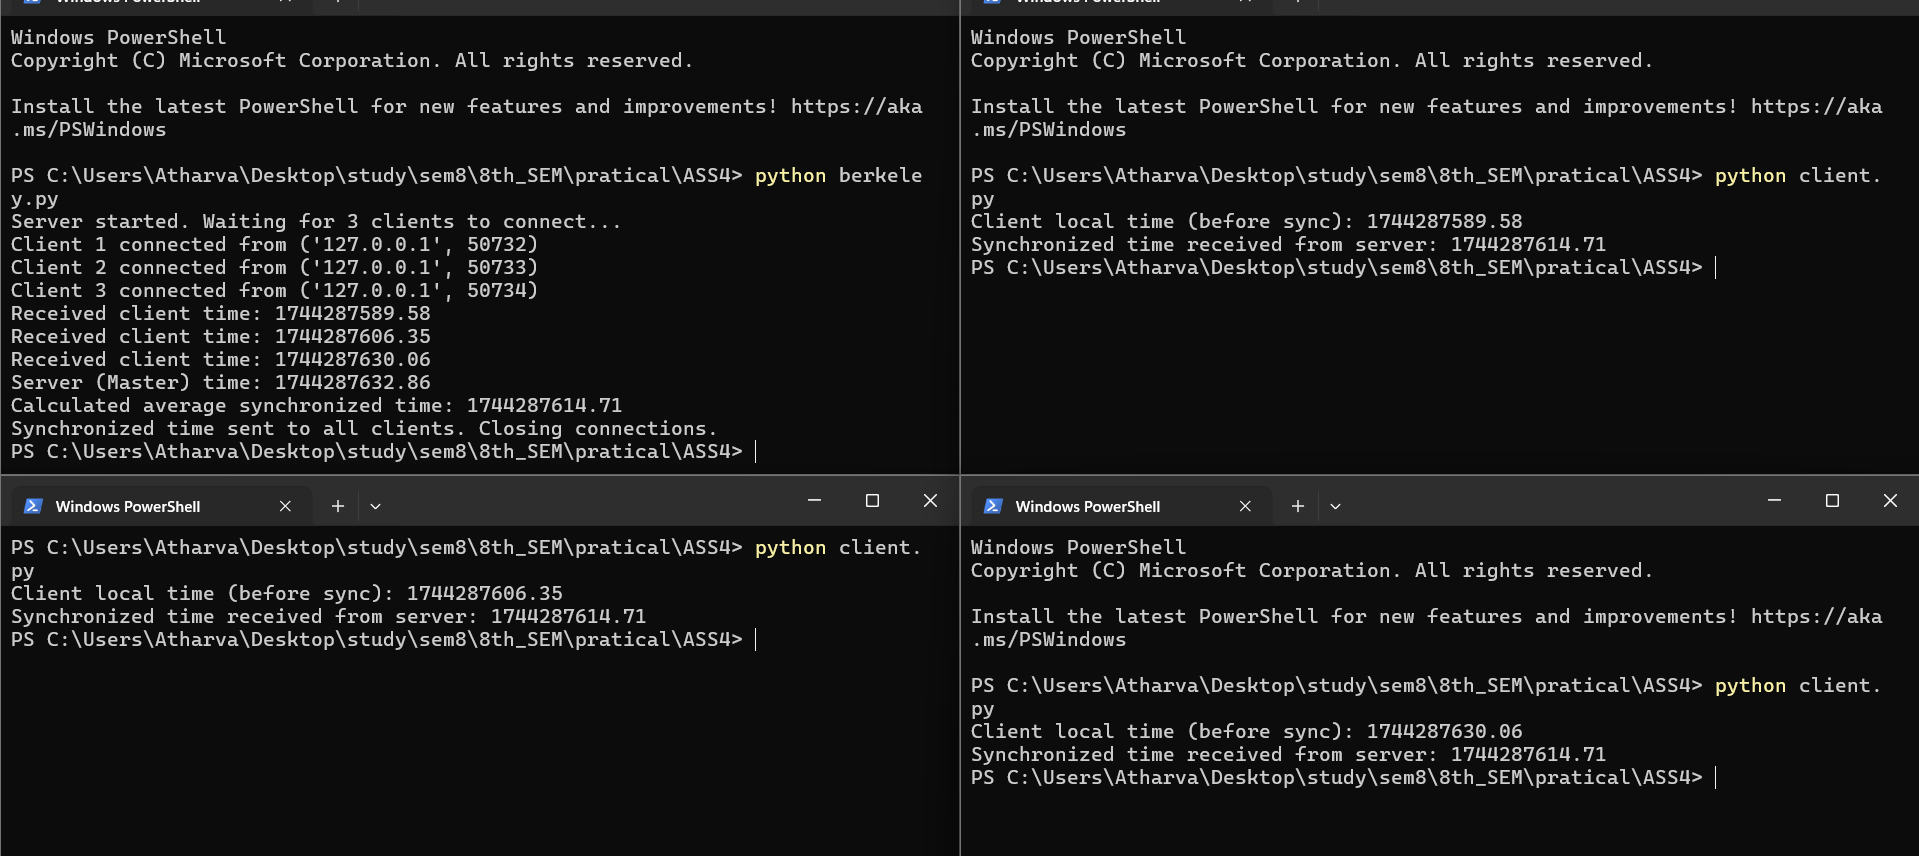 Windows PowerShell
Windows PowerShell
Copyright (C) Microsoft Corporation. All rights reserved.
Install the latest PowerShell for new features and improvements! https://aka
.ms/PSWindows
PS C:\Users\Atharva\Desktop\study\sem8\8th_SEM\pratical\ASS4> python berkele
y.py
Server started. Waiting for 3 clients to connect...
Client 1 connected from ('127.0.0.1', 50732)
Client 2 connected from ('127.0.0.1', 50733)
Client 3 connected from ('127.0.0.1', 50734)
Received client time: 1744287589.58
Received client time: 1744287606.35
Received client time: 1744287630.06
Server (Master) time: 1744287632.86
Calculated average synchronized time: 1744287614.71
Synchronized time sent to all clients. Closing connections.
PS C:\Users\Atharva\Desktop\study\sem8\8th_SEM\pratical\ASS4>
Windows PowerShell
Windows PowerShell
Copyright (C) Microsoft Corporation. All rights reserved.
Install the latest PowerShell for new features and improvements! https://aka
.ms/PSWindows
PS C:\Users\Atharva\Desktop\study\sem8\8th_SEM\pratical\ASS4> python client.
py
Client local time (before sync): 1744287589.58
Synchronized time received from server: 1744287614.71
PS C:\Users\Atharva\Desktop\study\sem8\8th_SEM\pratical\ASS4>
Windows PowerShell
PS C:\Users\Atharva\Desktop\study\sem8\8th_SEM\pratical\ASS4> python client.
py
Client local time (before sync): 1744287606.35
Synchronized time received from server: 1744287614.71
PS C:\Users\Atharva\Desktop\study\sem8\8th_SEM\pratical\ASS4>
Windows PowerShell
Windows PowerShell
Copyright (C) Microsoft Corporation. All rights reserved.
Install the latest PowerShell for new features and improvements! https://aka
.ms/PSWindows
PS C:\Users\Atharva\Desktop\study\sem8\8th_SEM\pratical\ASS4> python client.
py
Client local time (before sync): 1744287630.06
Synchronized time received from server: 1744287614.71
PS C:\Users\Atharva\Desktop\study\sem8\8th_SEM\pratical\ASS4>